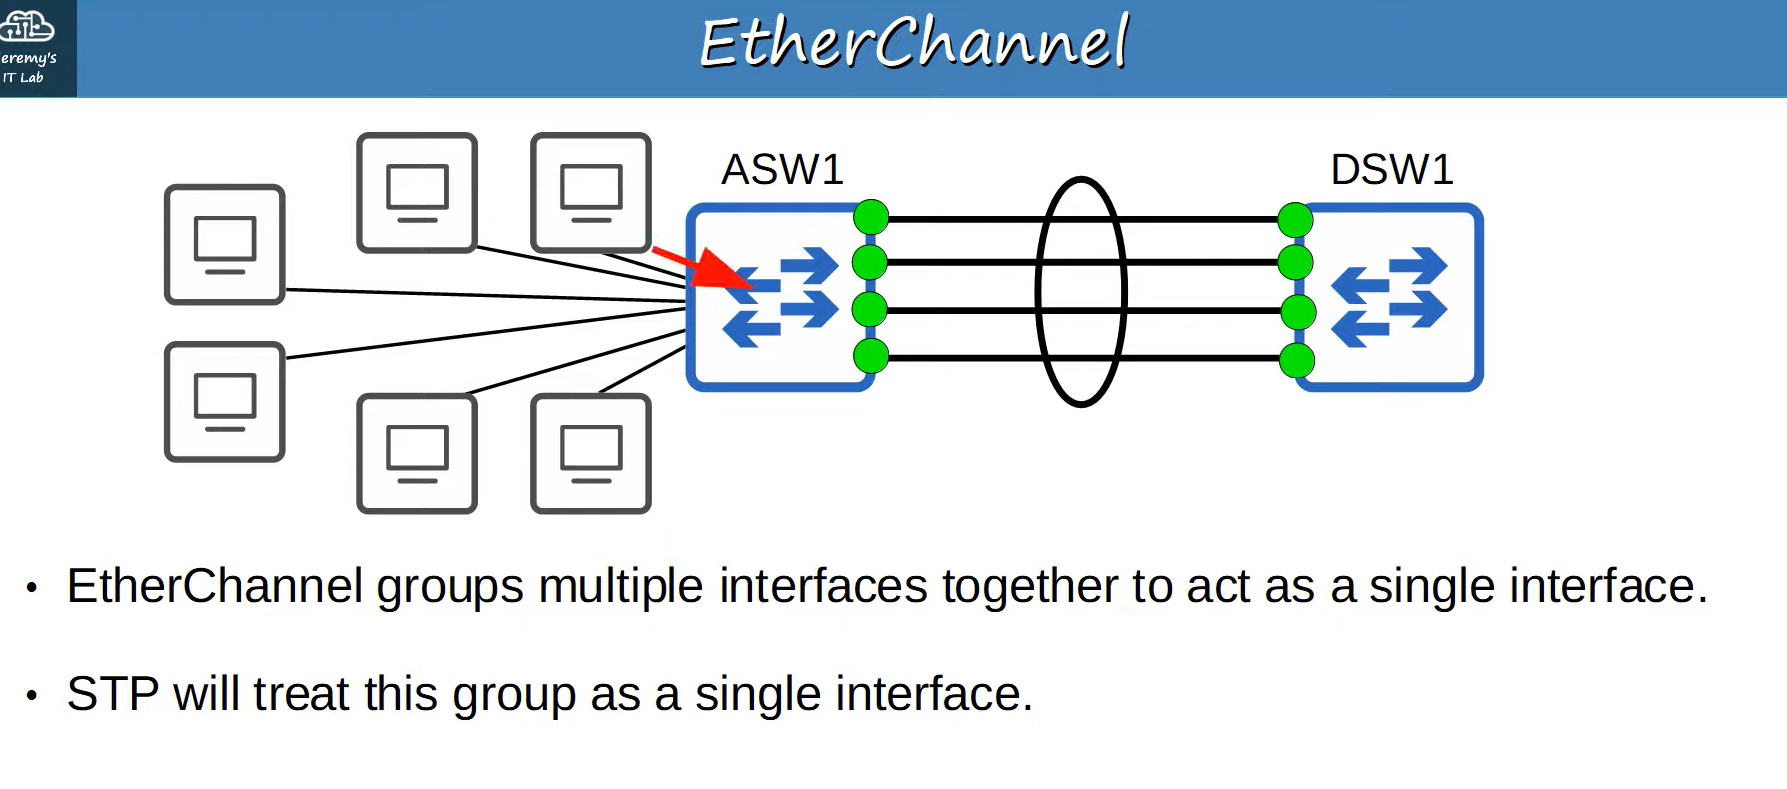 EtherChannel
eremy's
IT Lab
ASW1
DSW1
• EtherChannel groups multiple interfaces together to act as a single interface.
• STP will treat this group as a single interface.